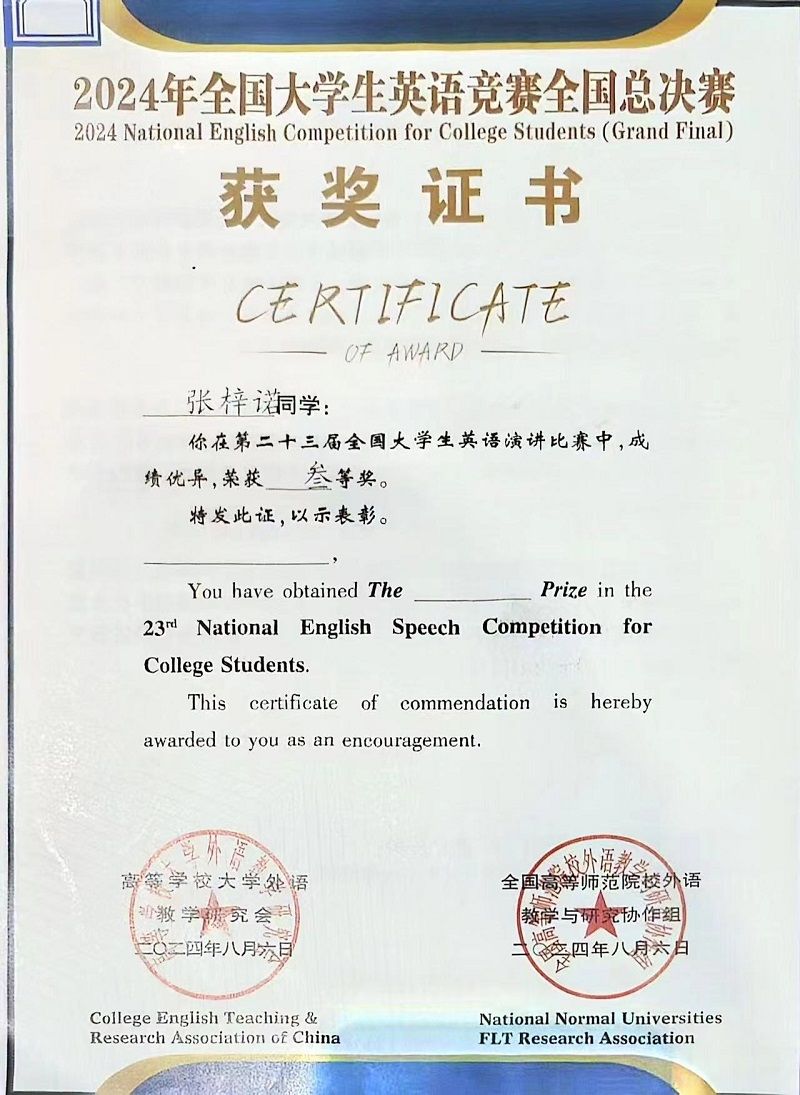 2024年全国大学生英语竞赛全国总决赛
2024 National English Competition for College Students (Grand Final)
获奖证书
CERTIFICATE
OF AWARD
张梓诺同学：
你在第二十三届全国大学生英语演讲比赛中，成
绩优异，荣获叁等奖。
特发此证，以示表彰。
,
You have obtained The ________ Prize in the
23rd National English Speech Competition for
College Students.
This certificate of commendation is hereby
awarded to you as an encouragement.
高等学校大学外语
教学研究会
二〇二四年八月六日
College English Teaching &
Research Association of China
全国高等师范院校外语
教学与研究协作组
二〇二四年八月六日
National Normal Universities
FLT Research Association